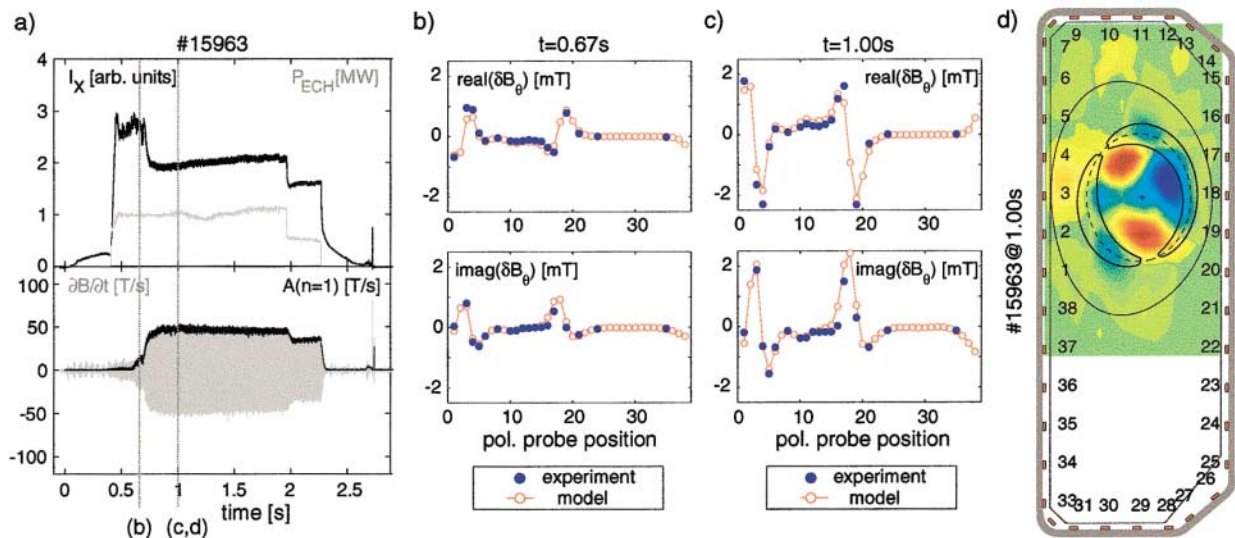 a)
#15963
I_X [arb. units]
P_ECH [MW]
4
3
2
1
0
∂B/∂t [T/s]
A(n=1) [T/s]
100
50
0
-50
-100
0 0.5 1 1.5 2 2.5
time [s]
(b) (c,d)
b)
t=0.67s
real(δB_θ) [mT]
2
0
-2
imag(δB_θ) [mT]
2
0
-2
0 10 20 30
pol. probe position
experiment
model
c)
t=1.00s
real(δB_θ) [mT]
2
0
-2
imag(δB_θ) [mT]
2
0
-2
0 10 20 30
pol. probe position
experiment
model
d)
#15963@1.00s
9 10 11 12
7 13
14
6 15
5 16
4 17
3 18
2 19
1 20
38 21
37 22
36 23
35 24
34 25
26
33 27
31 30 29 28